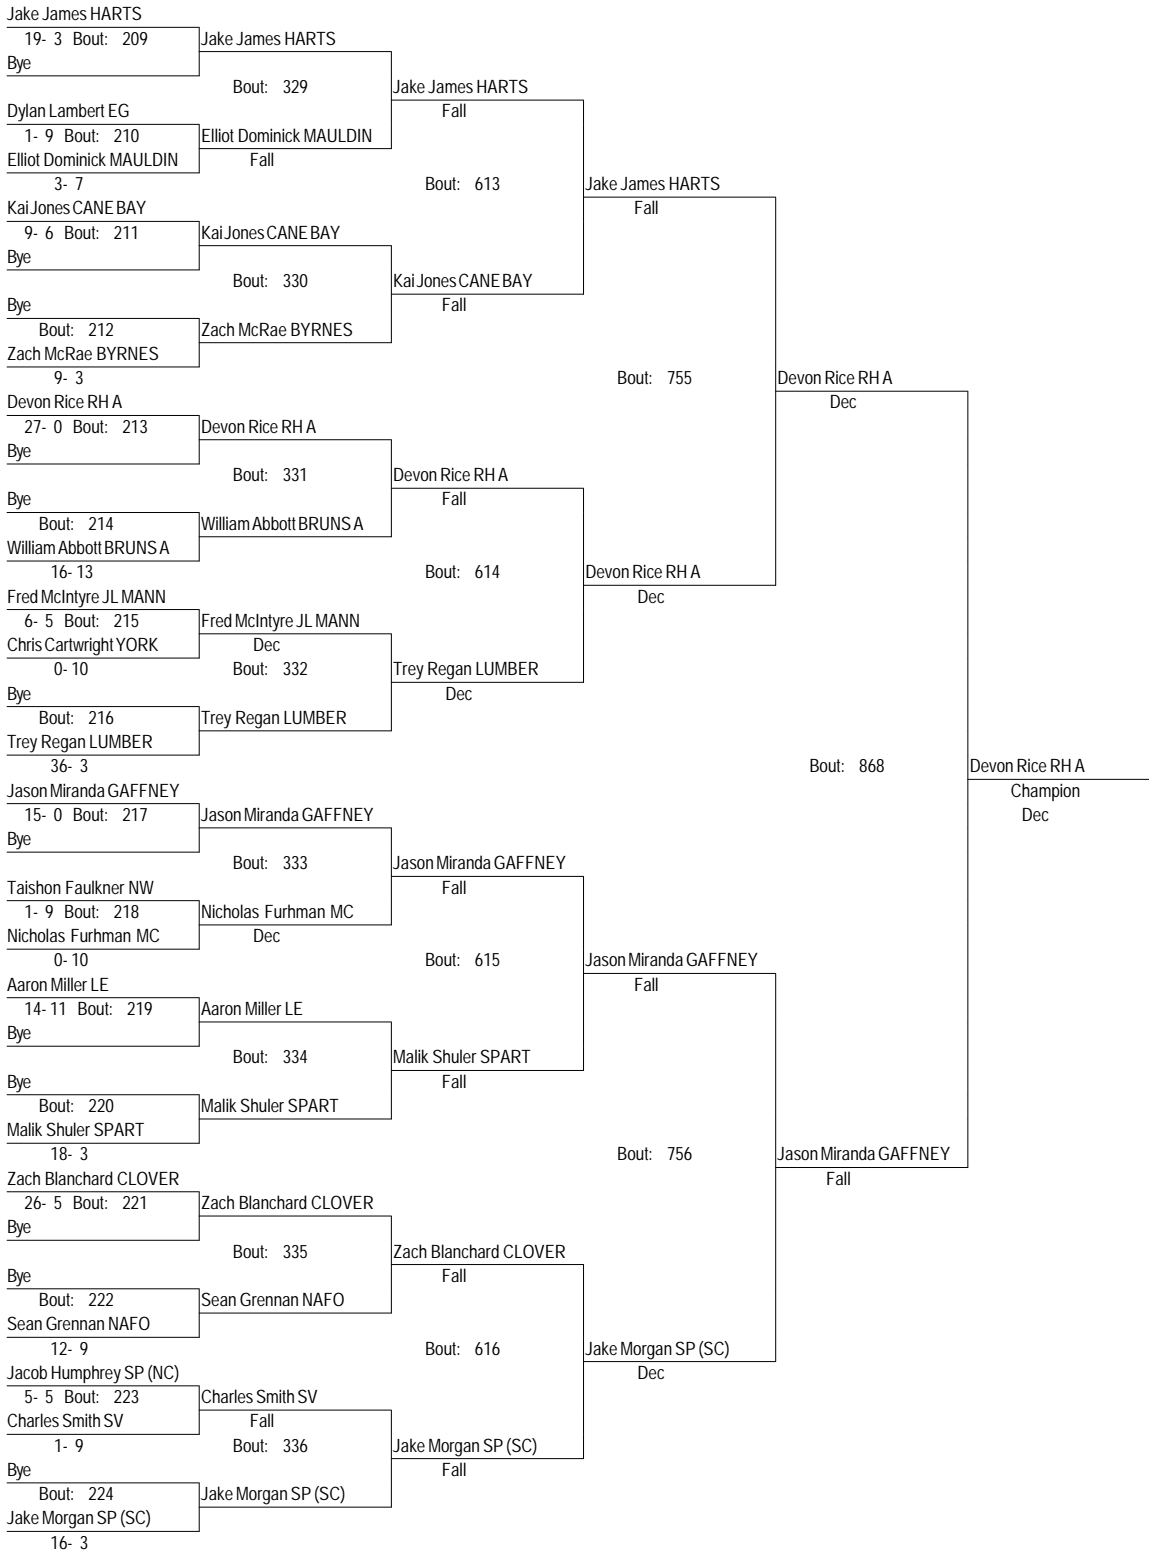 Jake James HARTS
19- 3 Bout: 209
Jake James HARTS
Bye
Bout: 329
Jake James HARTS
Dylan Lambert EG
Fall
1- 9 Bout: 210
Elliot Dominick MAULDIN
Elliot Dominick MAULDIN
Fall
3- 7
Bout: 613
Jake James HARTS
Kai Jones CANE BAY
Fall
9- 6 Bout: 211
Kai Jones CANE BAY
Bye
Bout: 330
Kai Jones CANE BAY
Bye
Fall
Bout: 212
Zach McRae BYRNES
Zach McRae BYRNES
9- 3
Bout: 755
Devon Rice RH A
Devon Rice RH A
Dec
27- 0 Bout: 213
Devon Rice RH A
Bye
Bout: 331
Devon Rice RH A
Bye
Fall
Bout: 214
William Abbott BRUNS A
William Abbott BRUNS A
16- 13
Bout: 614
Devon Rice RH A
Fred McIntyre JL MANN
Dec
6- 5 Bout: 215
Fred McIntyre JL MANN
Chris Cartwright YORK
Dec
0- 10
Bout: 332
Trey Regan LUMBER
Bye
Dec
Bout: 216
Trey Regan LUMBER
Trey Regan LUMBER
36- 3
Bout: 868
Devon Rice RH A
Jason Miranda GAFFNEY
Champion
15- 0 Bout: 217
Jason Miranda GAFFNEY
Dec
Bye
Bout: 333
Jason Miranda GAFFNEY
Taishon Faulkner NW
Fall
1- 9 Bout: 218
Nicholas Furhman MC
Nicholas Furhman MC
Dec
0- 10
Bout: 615
Jason Miranda GAFFNEY
Aaron Miller LE
Fall
14- 11 Bout: 219
Aaron Miller LE
Bye
Bout: 334
Malik Shuler SPART
Bye
Fall
Bout: 220
Malik Shuler SPART
Malik Shuler SPART
18- 3
Bout: 756
Jason Miranda GAFFNEY
Zach Blanchard CLOVER
Fall
26- 5 Bout: 221
Zach Blanchard CLOVER
Bye
Bout: 335
Zach Blanchard CLOVER
Bye
Fall
Bout: 222
Sean Grennan NAFO
Sean Grennan NAFO
12- 9
Bout: 616
Jake Morgan SP (SC)
Jacob Humphrey SP (NC)
Dec
5- 5 Bout: 223
Charles Smith SV
Charles Smith SV
Fall
1- 9
Bout: 336
Jake Morgan SP (SC)
Bye
Fall
Bout: 224
Jake Morgan SP (SC)
Jake Morgan SP (SC)
16- 3